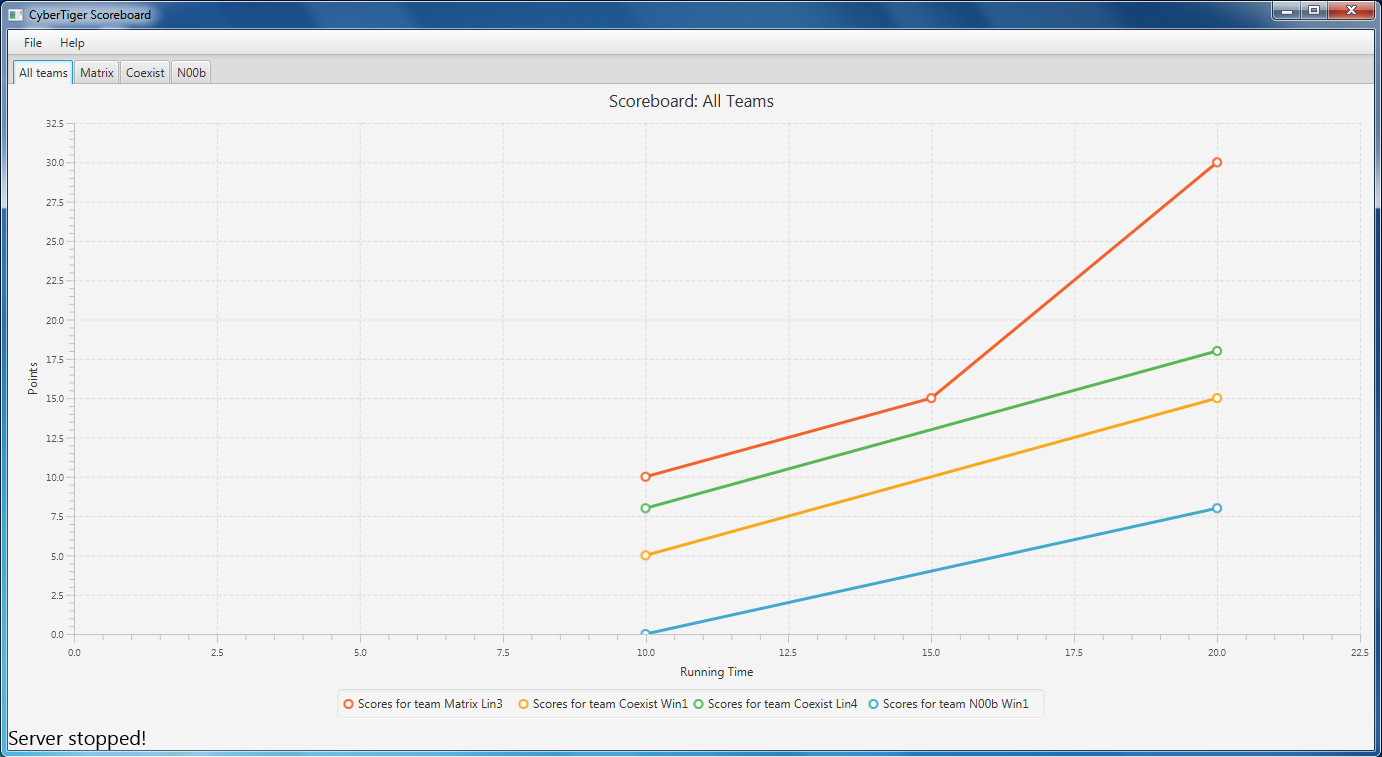 CyberTiger Scoreboard
File Help
All teams Matrix Coexist N00b
Scoreboard: All Teams
32.5
30.0
27.5
25.0
22.5
20.0
17.5
15.0
12.5
10.0
7.5
5.0
2.5
0.0
Points
0.0 2.5 5.0 7.5 10.0 12.5 15.0 17.5 20.0 22.5
Running Time
Scores for team Matrix Lin3 Scores for team Coexist Win1 Scores for team Coexist Lin4 Scores for team N00b Win1
Server stopped!